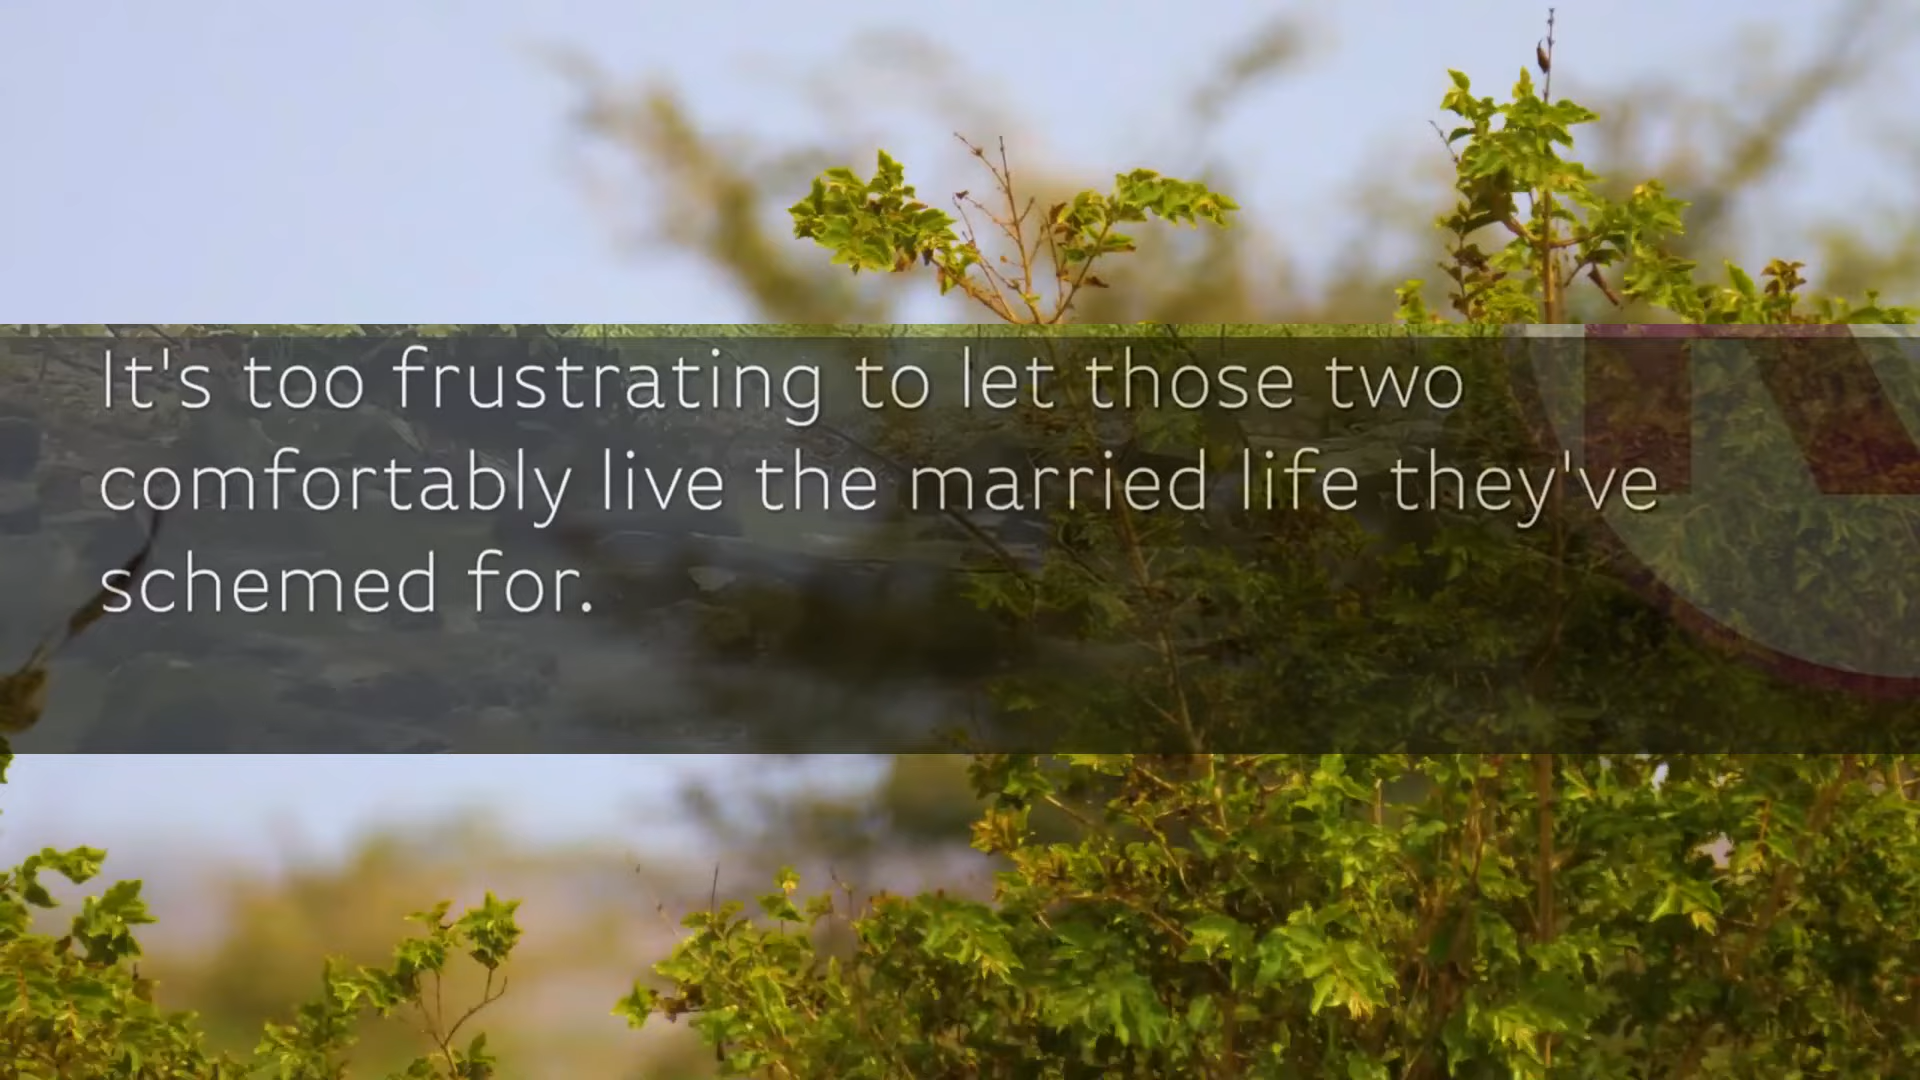 It's too frustrating to let those two
comfortably live the married life they've
schemed for.